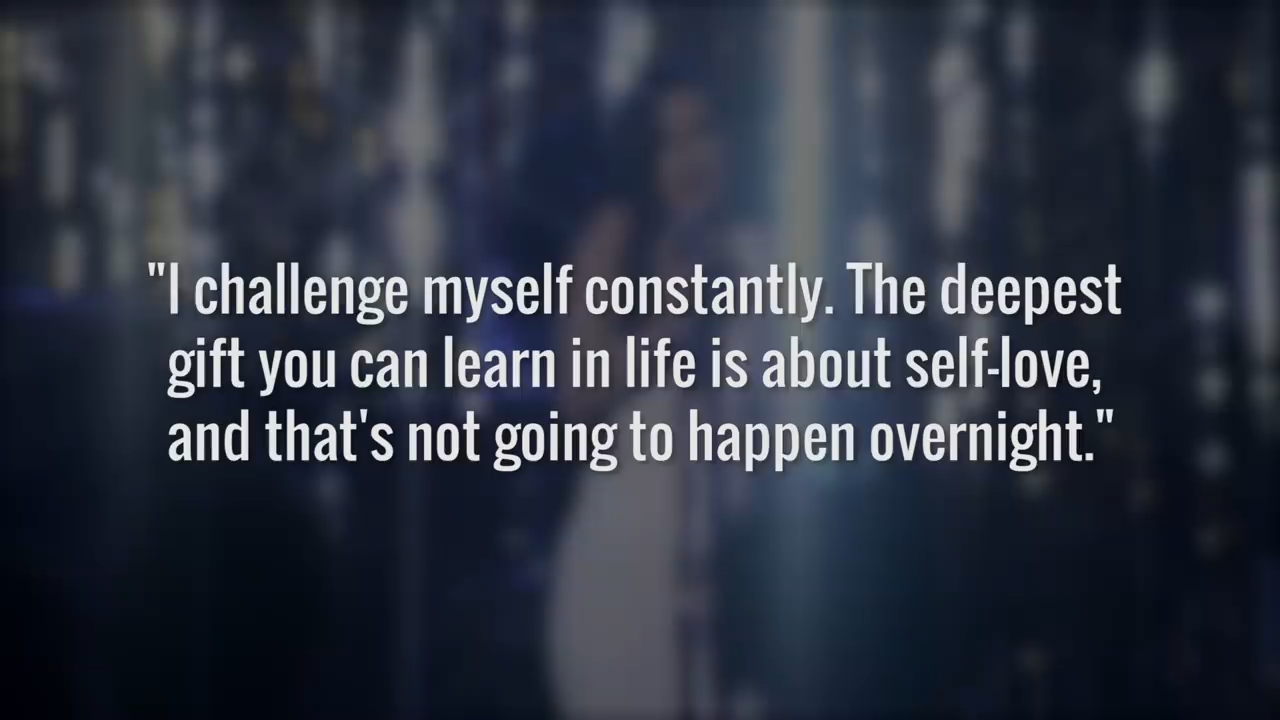 "I challenge myself constantly. The deepest
gift you can learn in life is about self-love,
and that's not going to happen overnight."